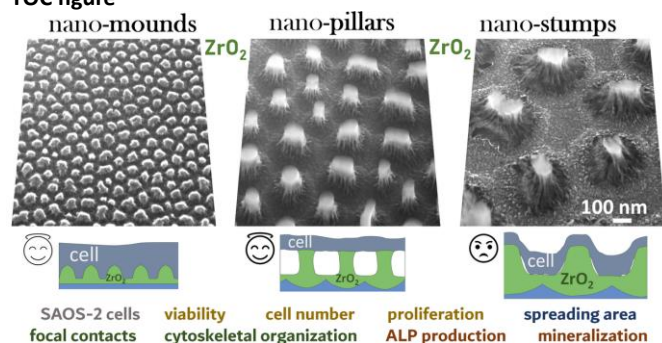 TOC figure
nano-mounds nano-pillars nano-stumps
ZrO₂ ZrO₂
100 nm
cell cell cell
ZrO₂ ZrO₂ ZrO₂
SAOS-2 cells viability cell number proliferation spreading area
focal contacts cytoskeletal organization ALP production mineralization